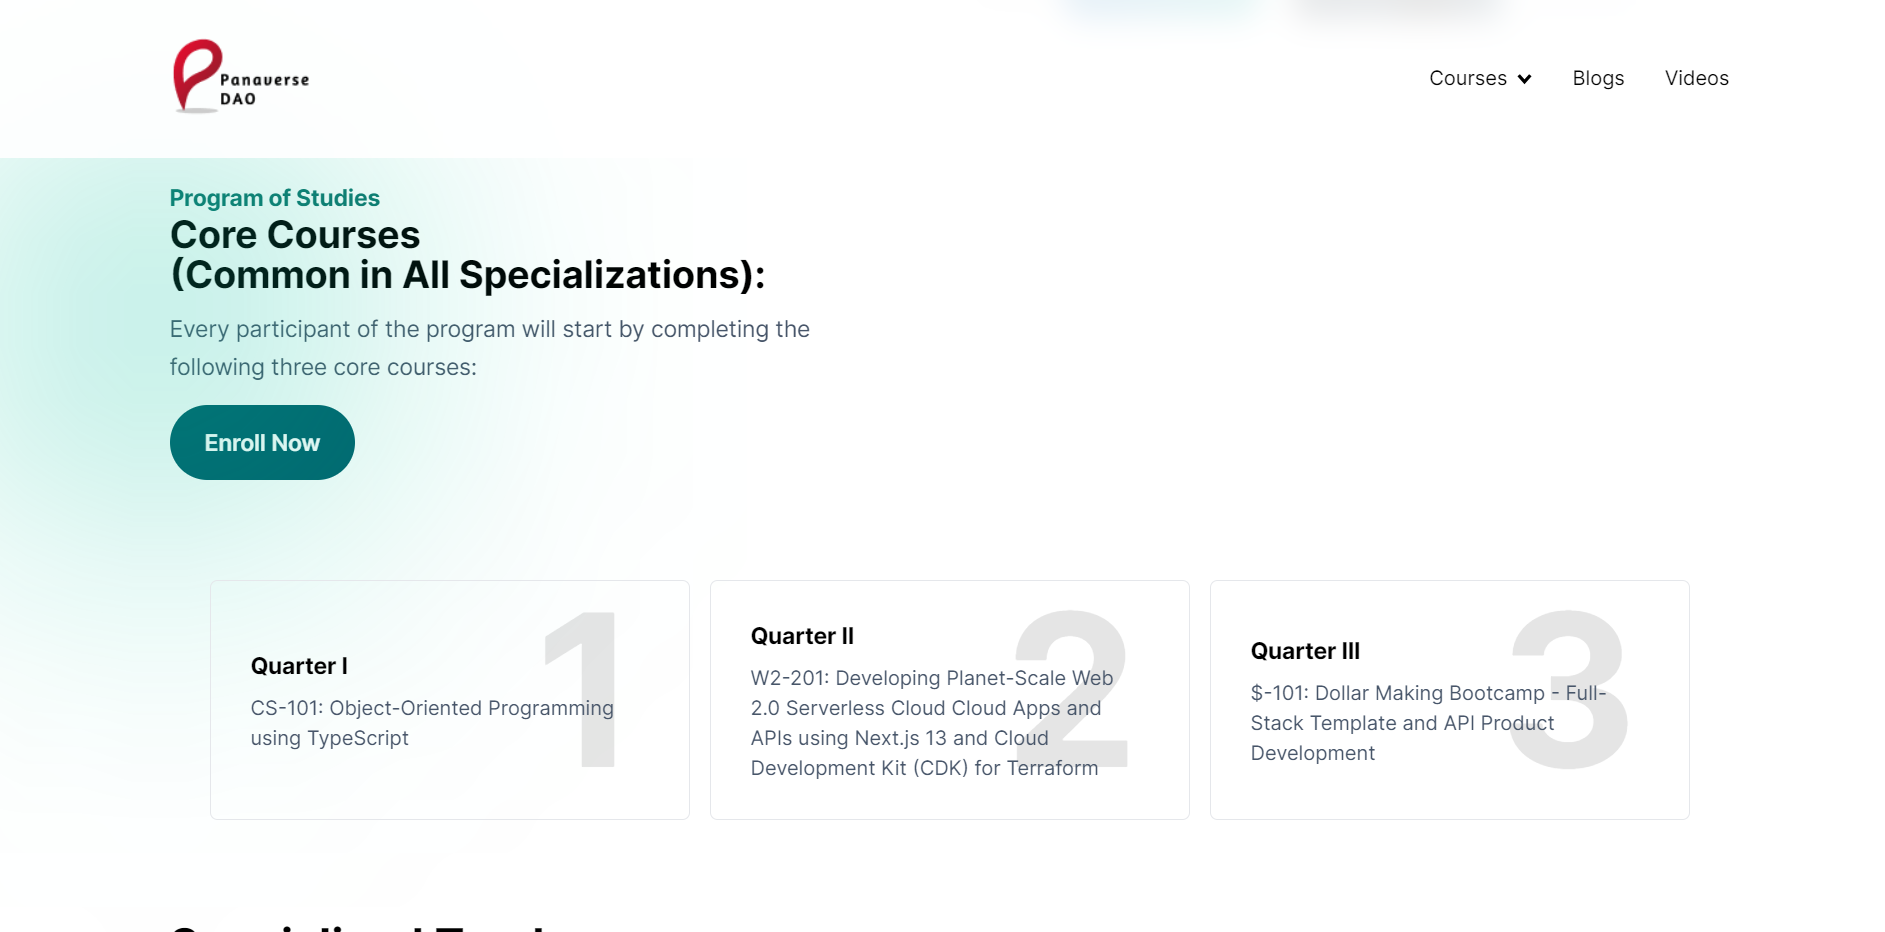 Panaverse
DAO
Courses
Blogs
Videos
Program of Studies
Core Courses
(Common in All Specializations):
Every participant of the program will start by completing the
following three core courses:
Enroll Now
1
Quarter I
CS-101: Object-Oriented Programming
using TypeScript
2
Quarter II
W2-201: Developing Planet-Scale Web
2.0 Serverless Cloud Cloud Apps and
APIs using Next.js 13 and Cloud
Development Kit (CDK) for Terraform
3
Quarter III
$-101: Dollar Making Bootcamp - Full-
Stack Template and API Product
Development